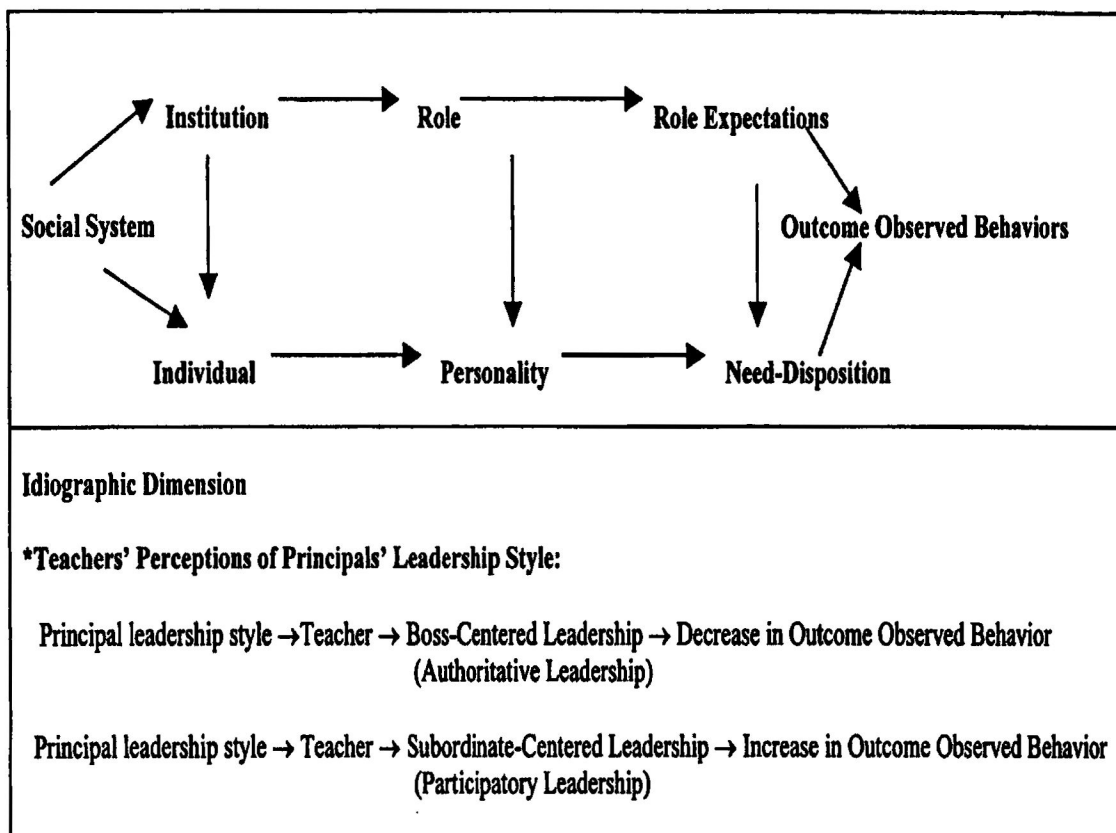 Institution Role Role Expectations
Social System Outcome Observed Behaviors
Individual Personality Need-Disposition
Idiographic Dimension
*Teachers' Perceptions of Principals' Leadership Style:
Principal leadership style → Teacher → Boss-Centered Leadership → Decrease in Outcome Observed Behavior
(Authoritative Leadership)
Principal leadership style → Teacher → Subordinate-Centered Leadership → Increase in Outcome Observed Behavior
(Participatory Leadership)